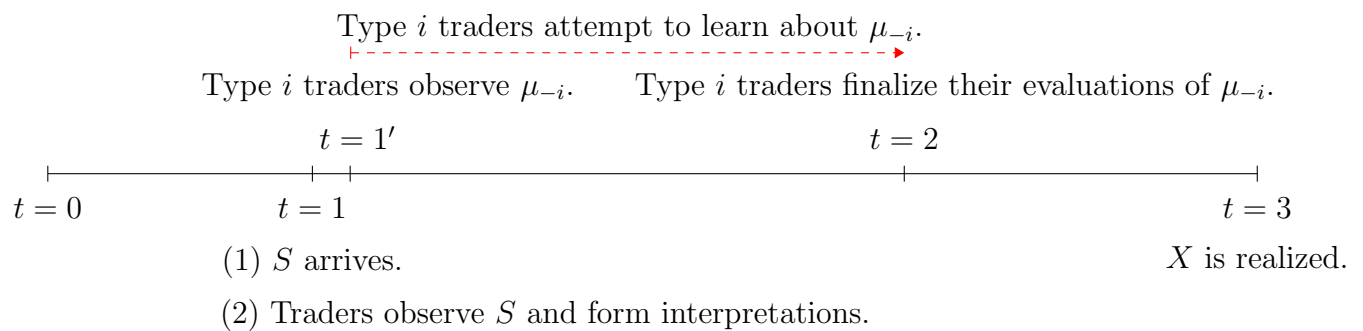 Type i traders attempt to learn about μ₋ᵢ.
Type i traders observe μ₋ᵢ. Type i traders finalize their evaluations of μ₋ᵢ.
t = 1′ t = 2
t = 0 t = 1 t = 3
(1) S arrives. X is realized.
(2) Traders observe S and form interpretations.